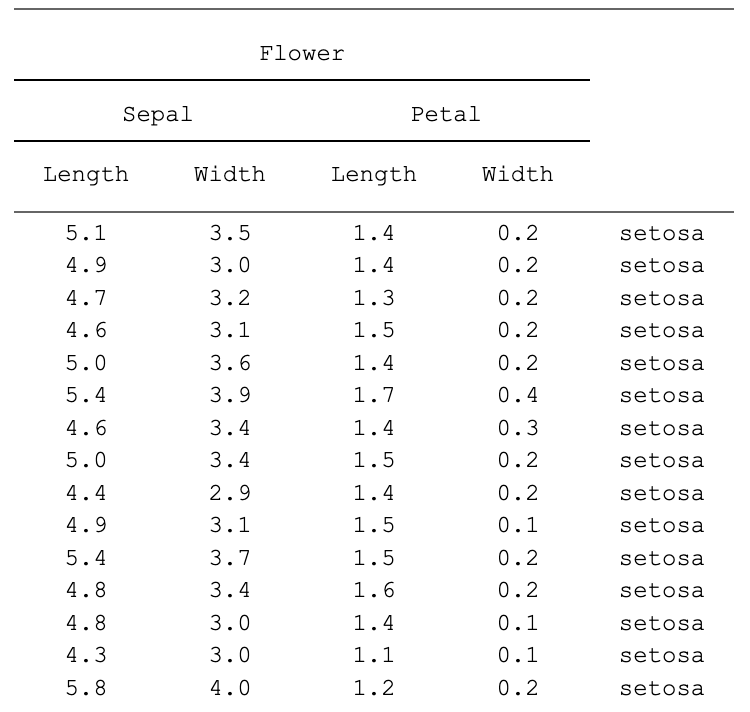 Flower
Sepal Petal
Length Width Length Width
5.1 3.5 1.4 0.2 setosa
4.9 3.0 1.4 0.2 setosa
4.7 3.2 1.3 0.2 setosa
4.6 3.1 1.5 0.2 setosa
5.0 3.6 1.4 0.2 setosa
5.4 3.9 1.7 0.4 setosa
4.6 3.4 1.4 0.3 setosa
5.0 3.4 1.5 0.2 setosa
4.4 2.9 1.4 0.2 setosa
4.9 3.1 1.5 0.1 setosa
5.4 3.7 1.5 0.2 setosa
4.8 3.4 1.6 0.2 setosa
4.8 3.0 1.4 0.1 setosa
4.3 3.0 1.1 0.1 setosa
5.8 4.0 1.2 0.2 setosa